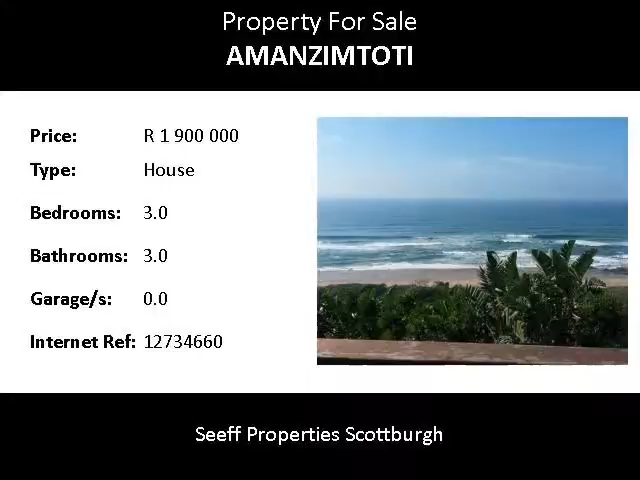 Property For Sale
AMANZIMTOTI
Price: R 1 900 000
Type: House
Bedrooms: 3.0
Bathrooms: 3.0
Garage/s: 0.0
Internet Ref: 12734660
Seeff Properties Scottburgh